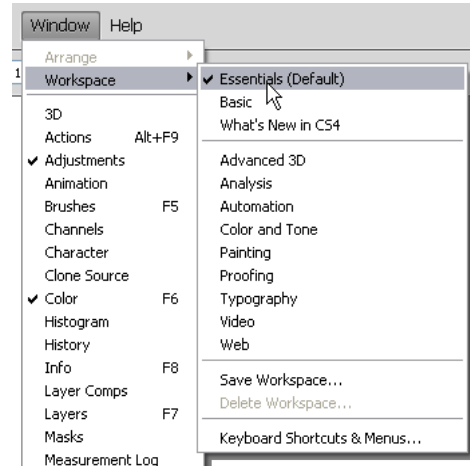 Window Help
Arrange
1
Workspace
3D
Actions Alt+F9
Adjustments
Animation
Brushes F5
Channels
Character
Clone Source
Color F6
Histogram
History
Info F8
Layer Comps
Layers F7
Masks
Measurement Log
Essentials (Default)
Basic
What's New in CS4
Advanced 3D
Analysis
Automation
Color and Tone
Painting
Proofing
Typography
Video
Web
Save Workspace...
Delete Workspace...
Keyboard Shortcuts & Menus...